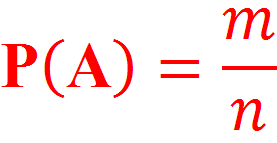 P(A) = m/n